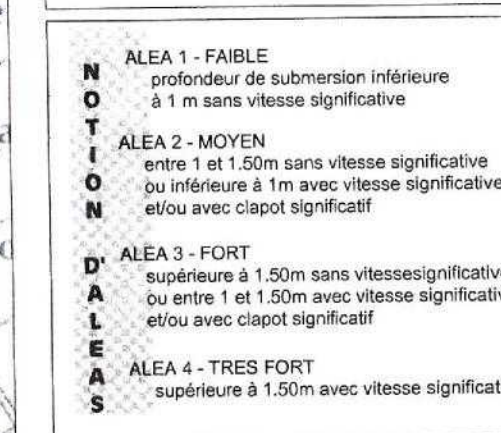 NOTION D'ALEAS
ALEA 1 - FAIBLE
profondeur de submersion inférieure
à 1 m sans vitesse significative
ALEA 2 - MOYEN
entre 1 et 1.50m sans vitesse significative
ou inférieure à 1m avec vitesse significative
et/ou avec clapot significatif
ALEA 3 - FORT
supérieure à 1.50m sans vitessesignificativ
ou entre 1 et 1.50m avec vitesse significativ
et/ou avec clapot significatif
ALEA 4 - TRES FORT
supérieure à 1.50m avec vitesse significat